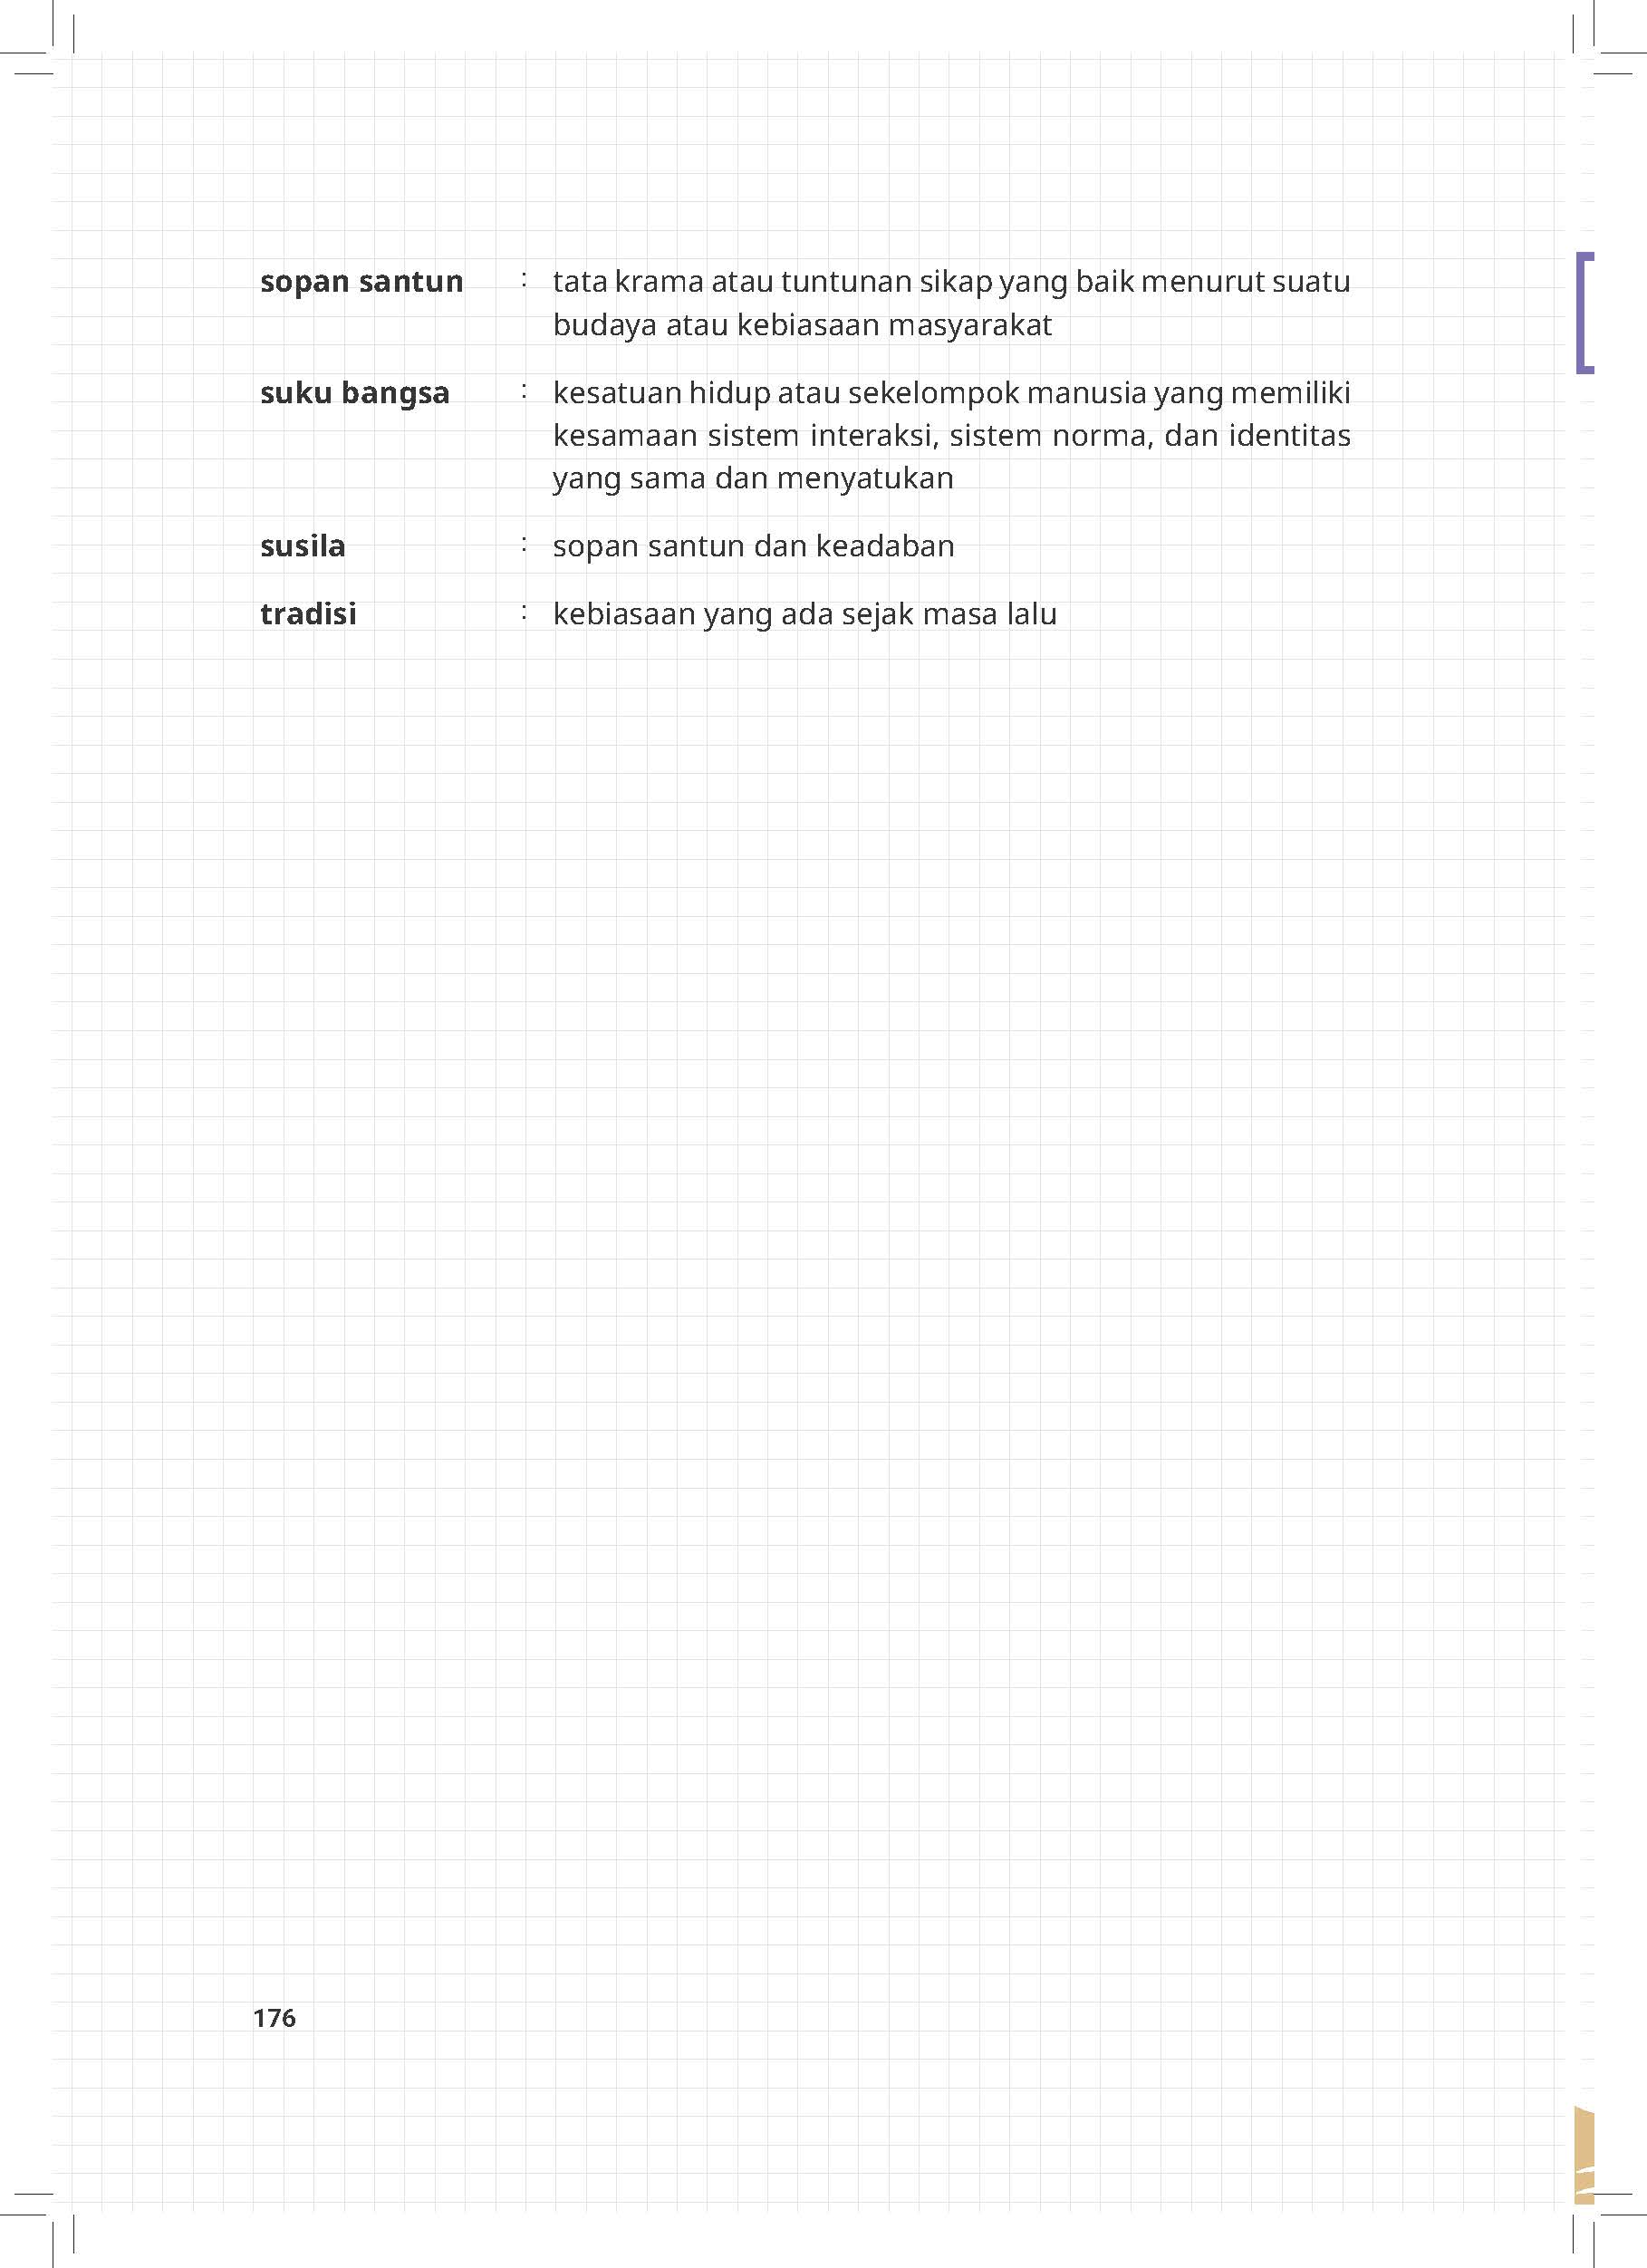 sopan santun : tata krama atau tuntunan sikap yang baik menurut suatu
budaya atau kebiasaan masyarakat
suku bangsa : kesatuan hidup atau sekelompok manusia yang memiliki
kesamaan sistem interaksi, sistem norma, dan identitas
yang sama dan menyatukan
susila : sopan santun dan keadaban
tradisi : kebiasaan yang ada sejak masa lalu
176